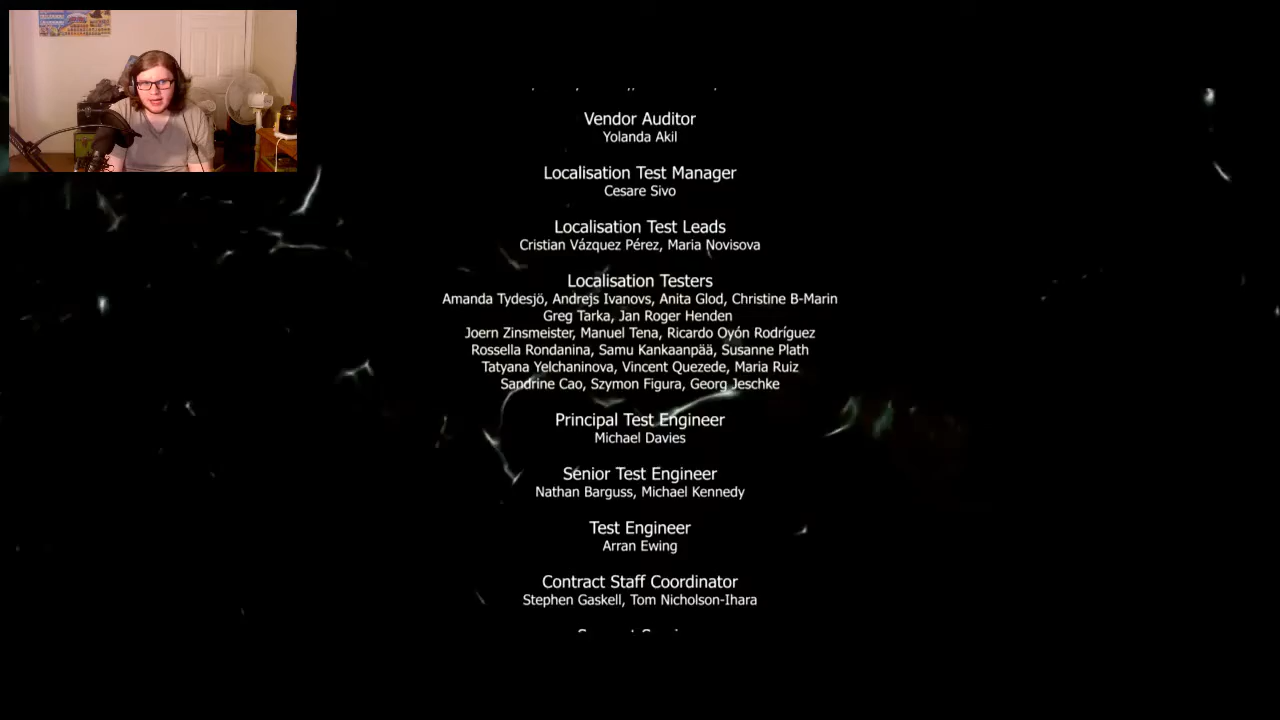 Vendor Auditor
Yolanda Akil
Localisation Test Manager
Cesare Sivo
Localisation Test Leads
Cristian Vázquez Pérez, Maria Novisova
Localisation Testers
Amanda Tydesjö, Andrejs Ivanovs, Anita Glod, Christine B-Marin
Greg Tarka, Jan Roger Henden
Joern Zinsmeister, Manuel Tena, Ricardo Oyón Rodríguez
Rossella Rondanina, Samu Kankaanpää, Susanne Plath
Tatyana Yelchaninova, Vincent Quezede, Maria Ruiz
Sandrine Cao, Szymon Figura, Georg Jeschke
Principal Test Engineer
Michael Davies
Senior Test Engineer
Nathan Barguss, Michael Kennedy
Test Engineer
Arran Ewing
Contract Staff Coordinator
Stephen Gaskell, Tom Nicholson-Ihara